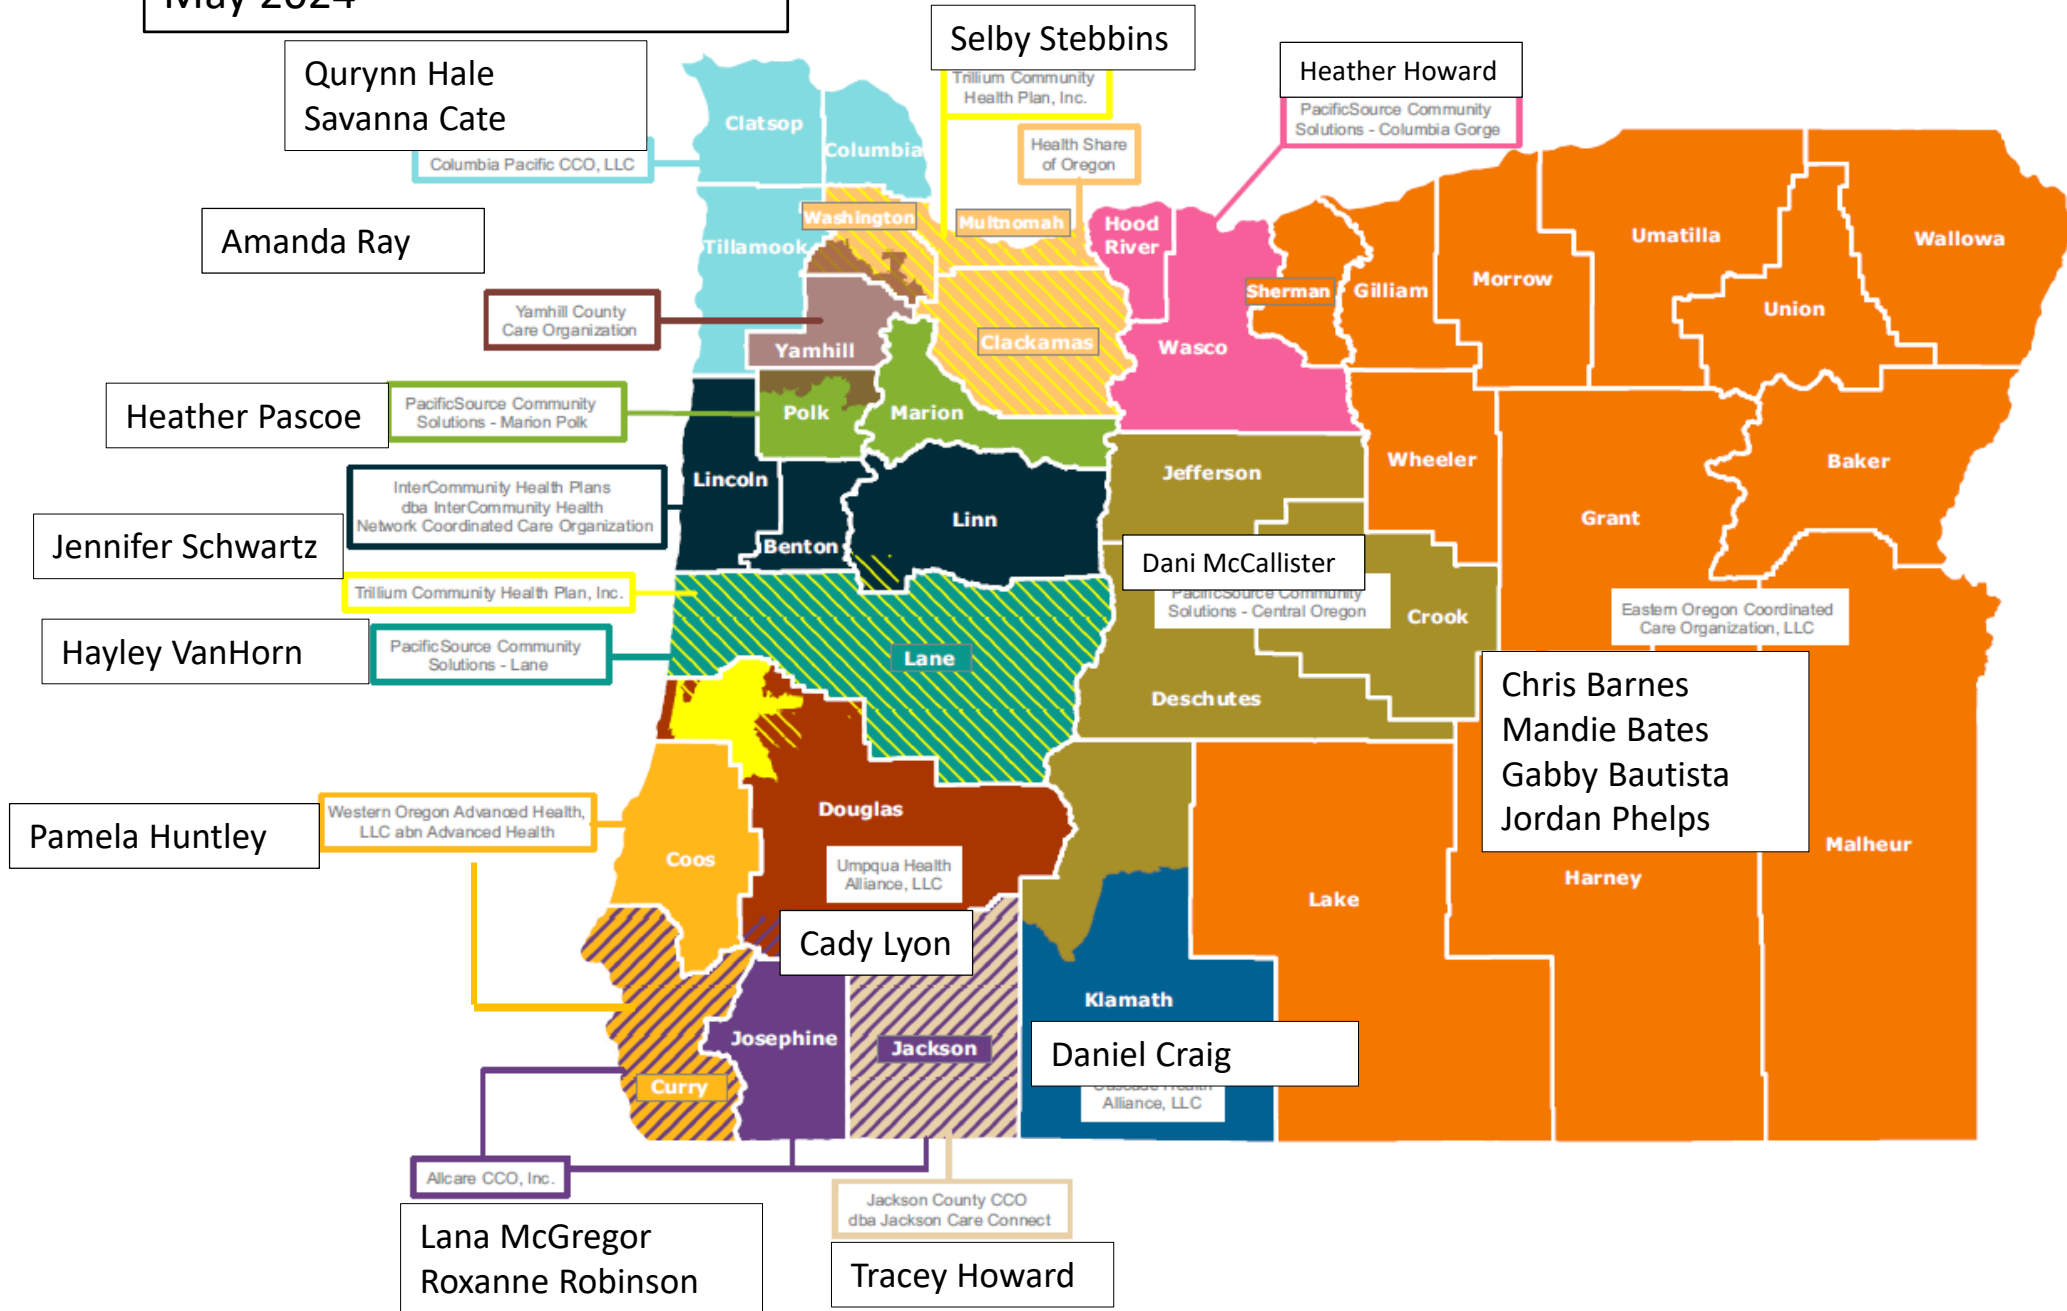 May 2024
Qurynn Hale
Savanna Cate
Columbia Pacific CCO, LLC
Selby Stebbins
Trillium Community
Health Plan, Inc.
Heather Howard
PacificSource Community
Solutions - Columbia Gorge
Health Share
of Oregon
Clatsop
Columbia
Washington
Multnomah
Hood
River
Tillamook
Amanda Ray
Yamhill County
Care Organization
Yamhill
Clackamas
Wasco
Sherman
Gilliam
Morrow
Umatilla
Union
Wallowa
Heather Pascoe
PacificSource Community
Solutions - Marion Polk
Polk
Marion
InterCommunity Health Plans
dba InterCommunity Health
Network Coordinated Care Organization
Lincoln
Benton
Linn
Jefferson
Wheeler
Grant
Baker
Jennifer Schwartz
Trillium Community Health Plan, Inc.
Dani McCallister
PacificSource Community
Solutions - Central Oregon
Crook
Eastern Oregon Coordinated
Care Organization, LLC
Hayley VanHorn
PacificSource Community
Solutions - Lane
Lane
Deschutes
Chris Barnes
Mandie Bates
Gabby Bautista
Jordan Phelps
Pamela Huntley
Western Oregon Advanced Health,
LLC abn Advanced Health
Coos
Douglas
Umpqua Health
Alliance, LLC
Cady Lyon
Lake
Harney
Malheur
Klamath
Daniel Craig
Cascade Health
Alliance, LLC
Josephine
Jackson
Curry
Allcare CCO, Inc.
Lana McGregor
Roxanne Robinson
Jackson County CCO
dba Jackson Care Connect
Tracey Howard